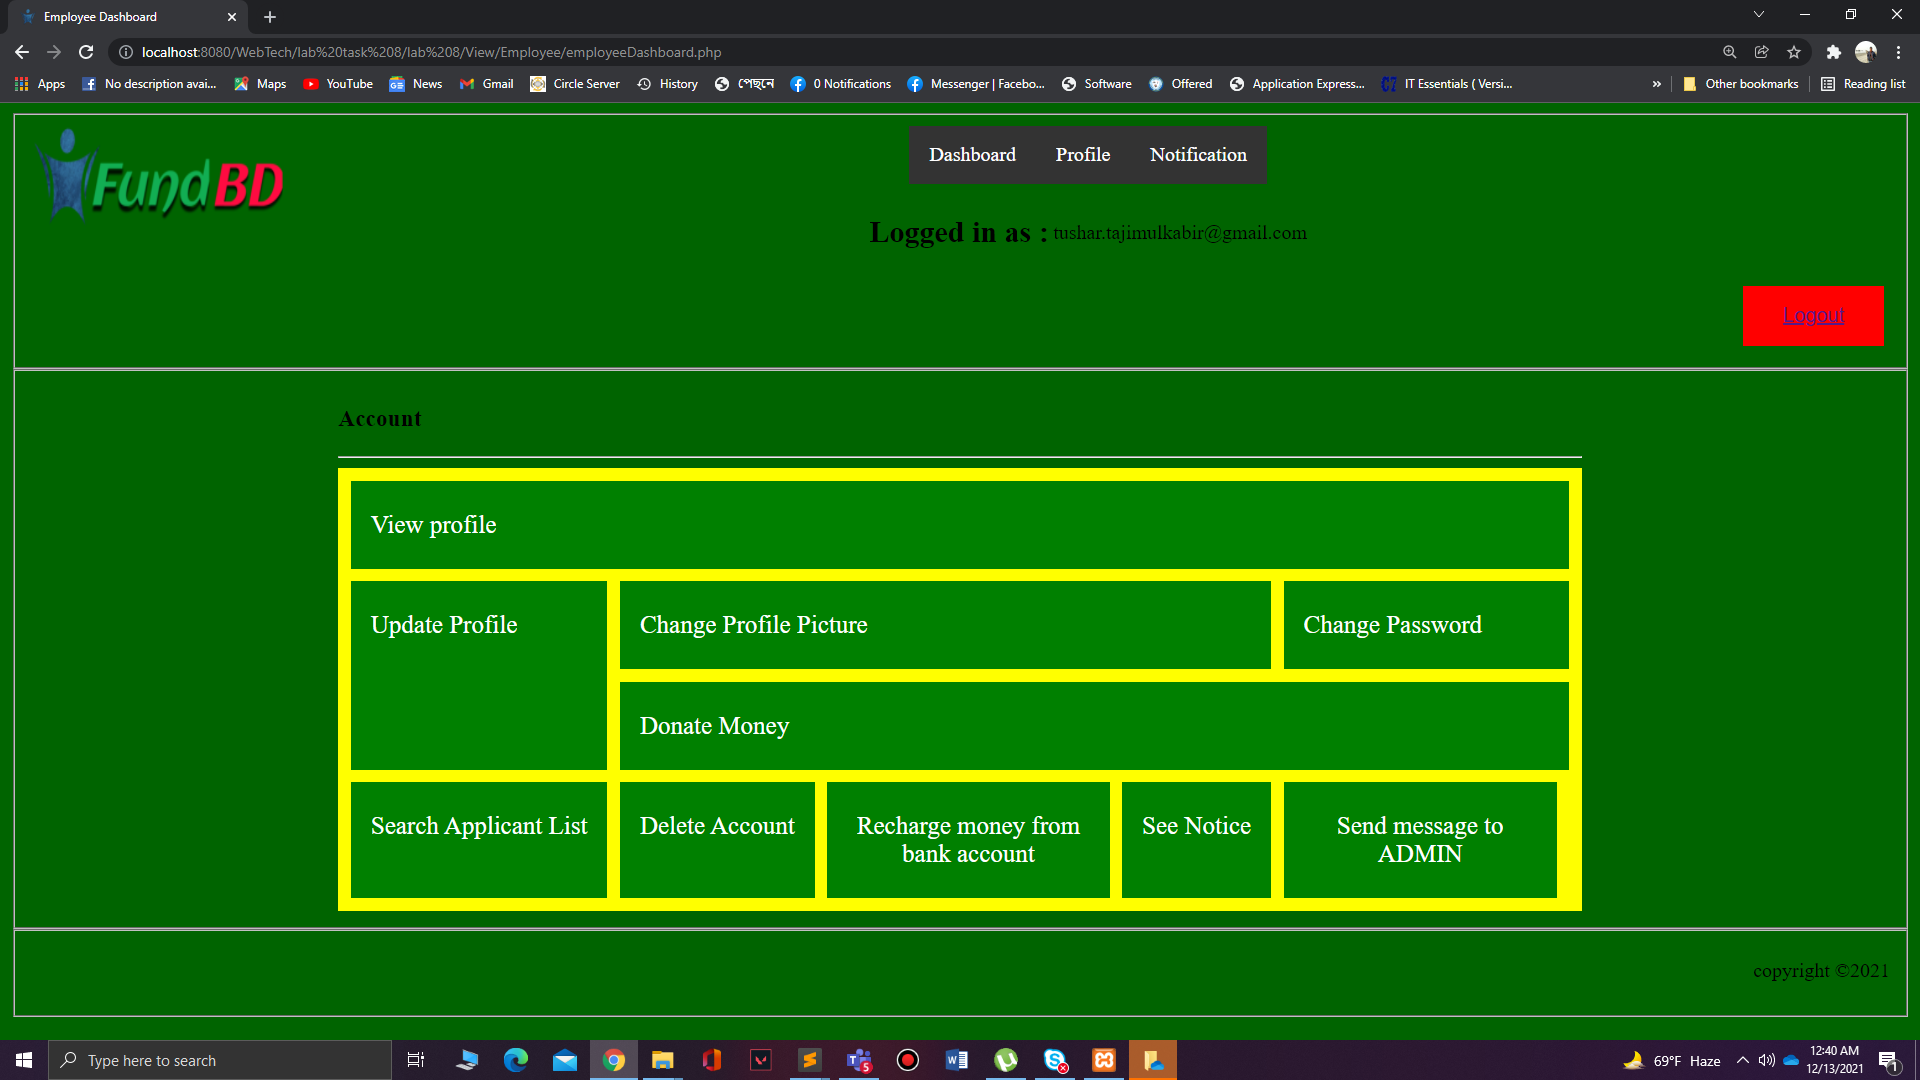 Employee Dashboard
localhost:8080/WebTech/lab%20task%208/lab%208/View/Employee/employeeDashboard.php
Apps No description avai... Maps YouTube News Gmail Circle Server History পেছনে 0 Notifications Messenger | Facebo... Software Offered Application Express... IT Essentials ( Versi... » Other bookmarks Reading list
FundBD
Dashboard Profile Notification
Logged in as : tushar.tajimulkabir@gmail.com
Logout
Account
View profile
Update Profile Change Profile Picture Change Password
Donate Money
Search Applicant List Delete Account Recharge money from bank account See Notice Send message to ADMIN
copyright ©2021
Type here to search
69°F Haze
12:40 AM
12/13/2021